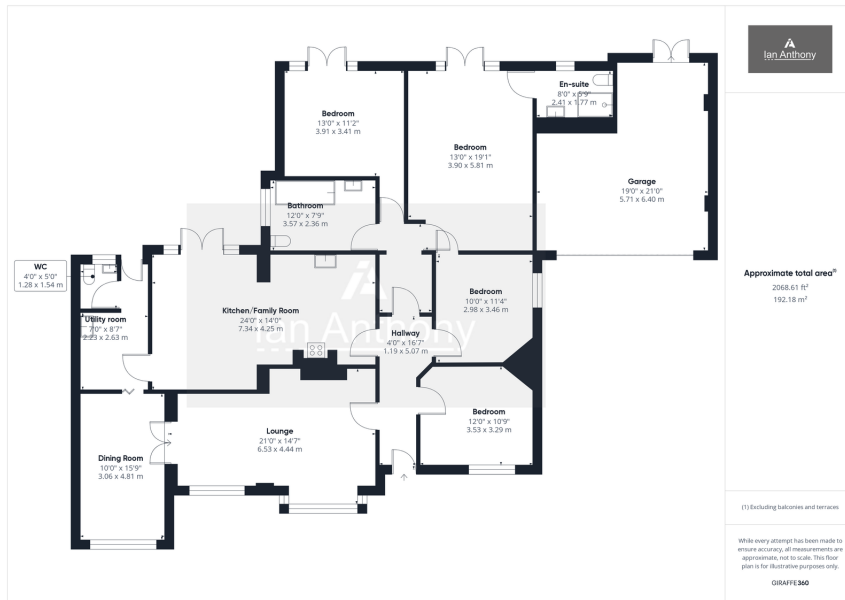 Ian Anthony
Bedroom
13'0" x 11'2"
3.91 x 3.41 m
En-suite
8'0" x 5'9"
2.41 x 1.77 m
Bedroom
13'0" x 19'1"
3.90 x 5.81 m
Garage
19'0" x 21'0"
5.71 x 6.40 m
Bathroom
12'0" x 7'9"
3.57 x 2.36 m
WC
4'0" x 5'0"
1.28 x 1.54 m
Utility room
7'0" x 8'7"
2.23 x 2.63 m
Kitchen/Family Room
24'0" x 14'0"
7.34 x 4.25 m
Bedroom
10'0" x 11'4"
2.98 x 3.46 m
Ian Anthony
Hallway
4'0" x 16'7"
1.19 x 5.07 m
Bedroom
12'0" x 10'9"
3.53 x 3.29 m
Lounge
21'0" x 14'7"
6.53 x 4.44 m
Dining Room
10'0" x 15'9"
3.06 x 4.81 m
Approximate total area⁽¹⁾
2068.61 ft²
192.18 m²
(1) Excluding balconies and terraces
While every attempt has been made to
ensure accuracy, all measurements are
approximate, not to scale. This floor
plan is for illustrative purposes only.
GIRAFFE360